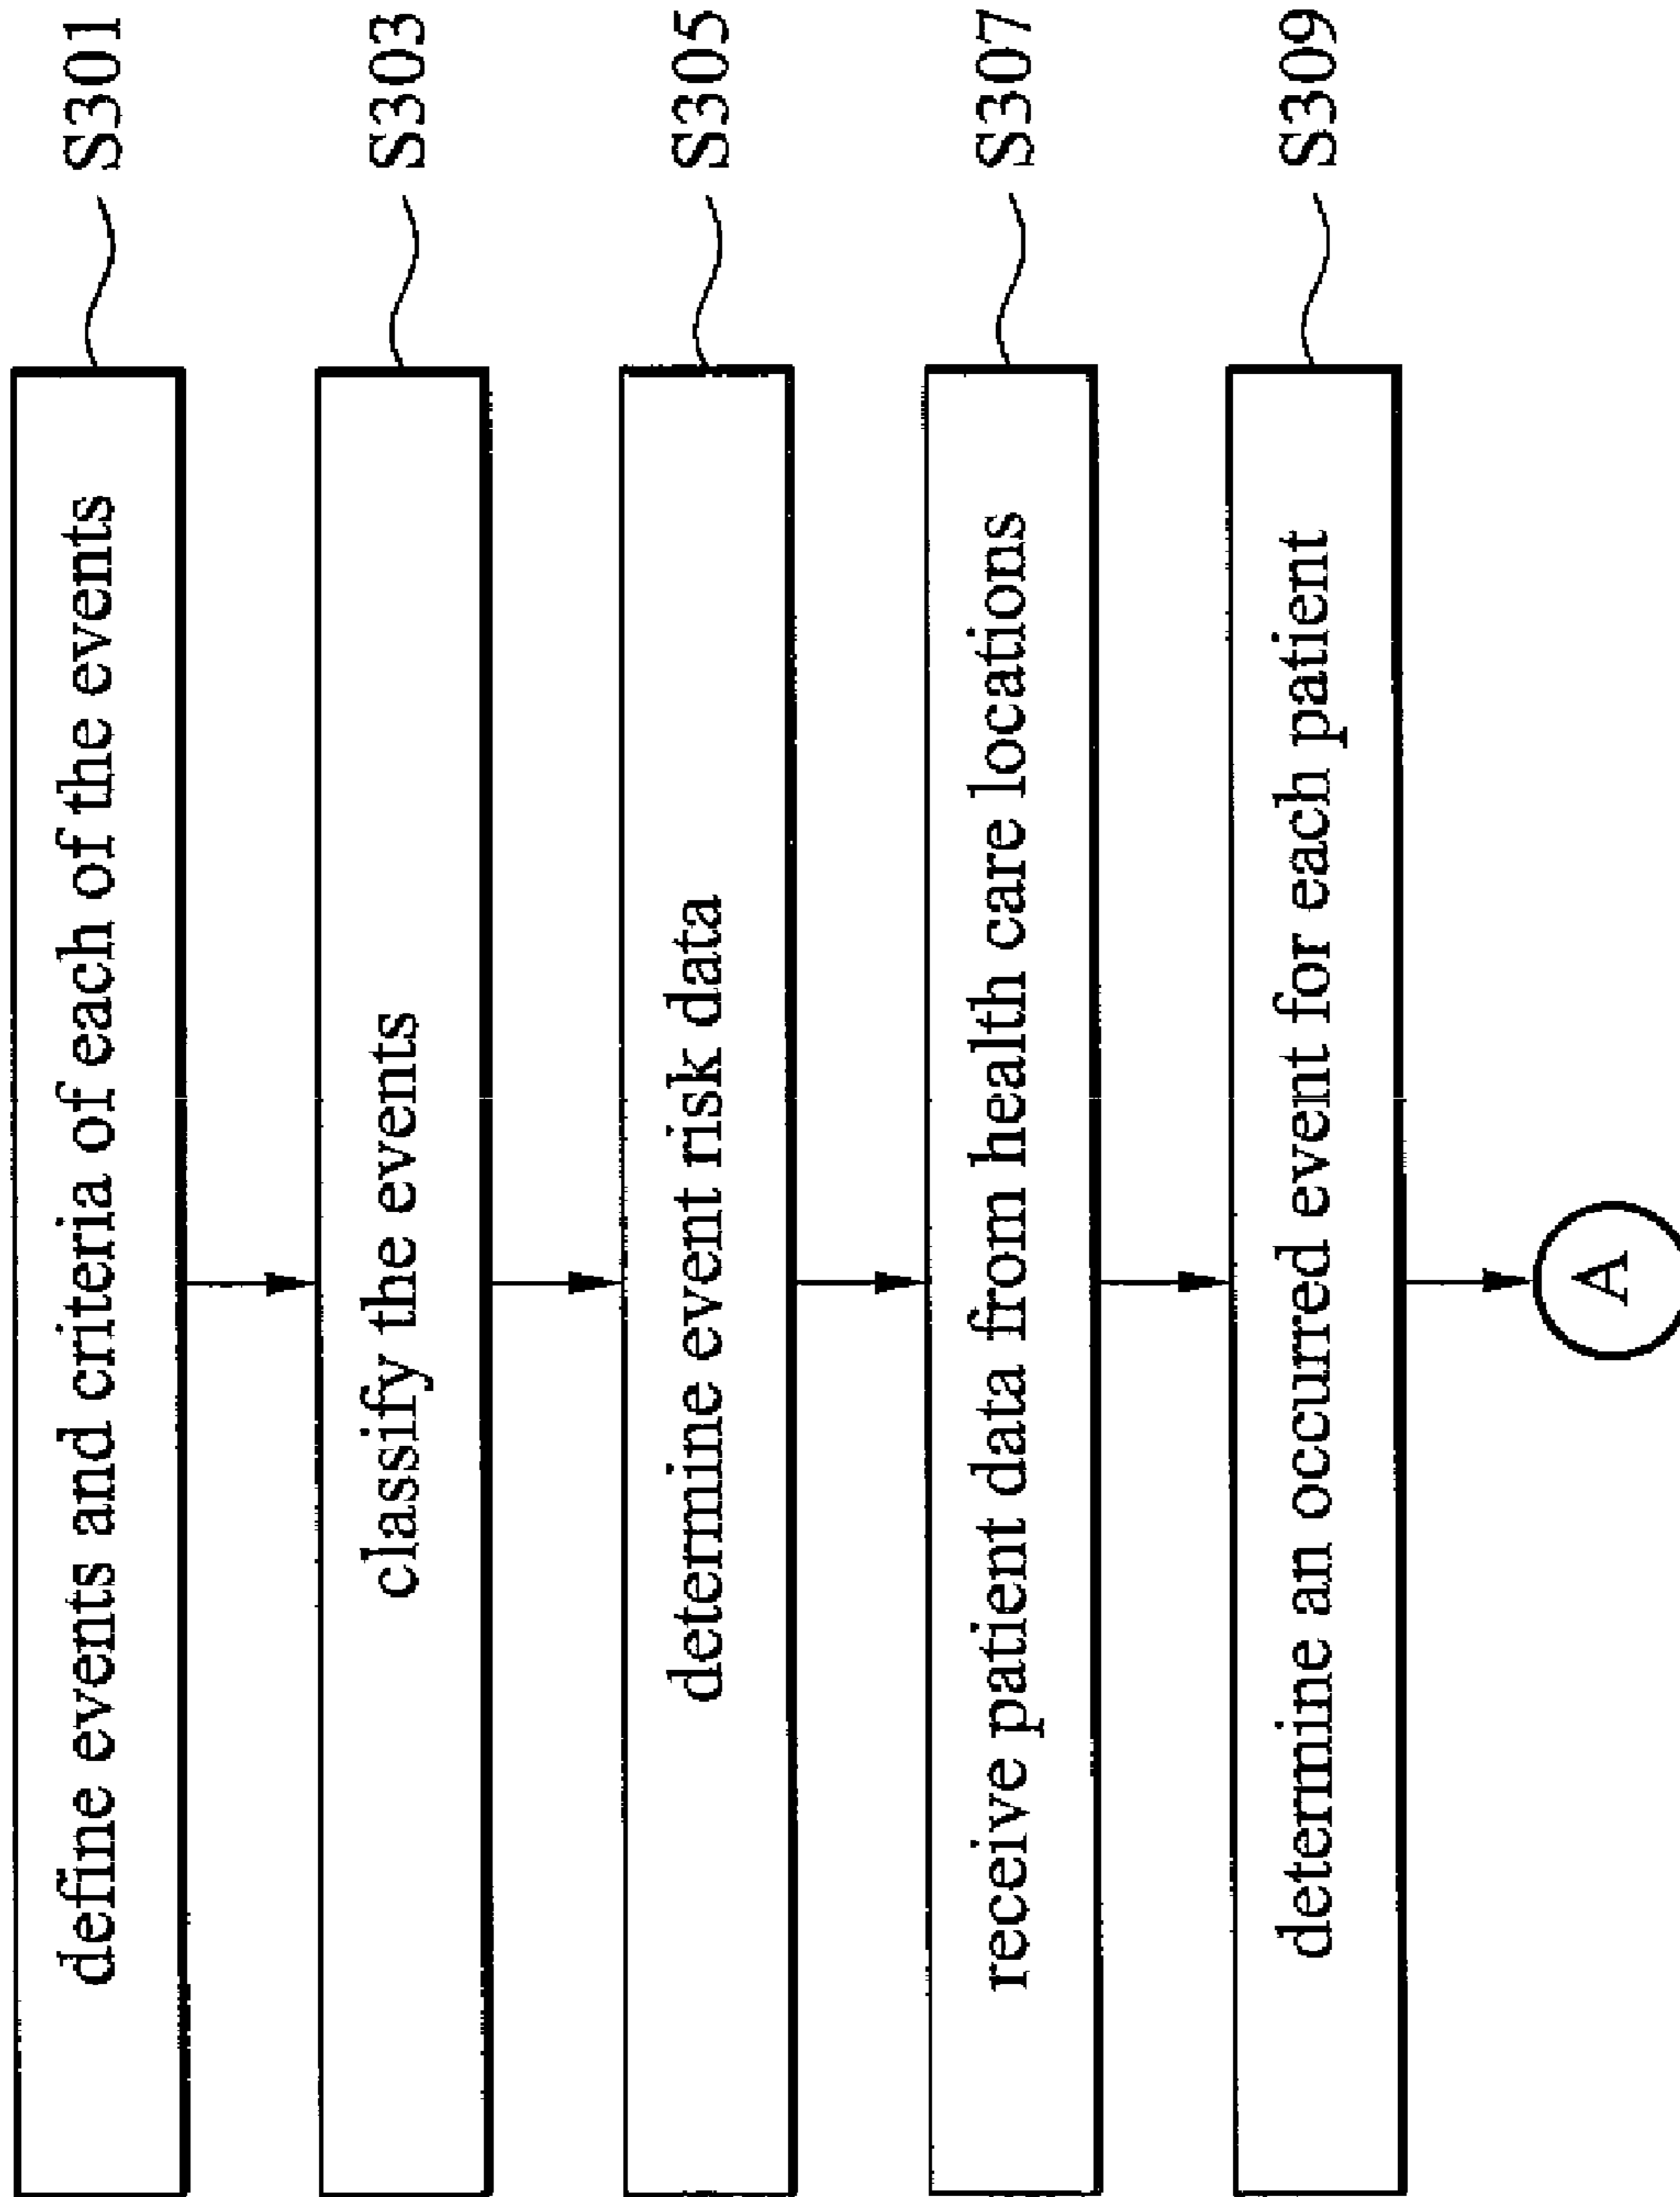 define events and criteria of each of the events
S301
classify the events
S303
determine event risk data
S305
receive patient data from health care locations
S307
determine an occurred event for each patient
S309
A